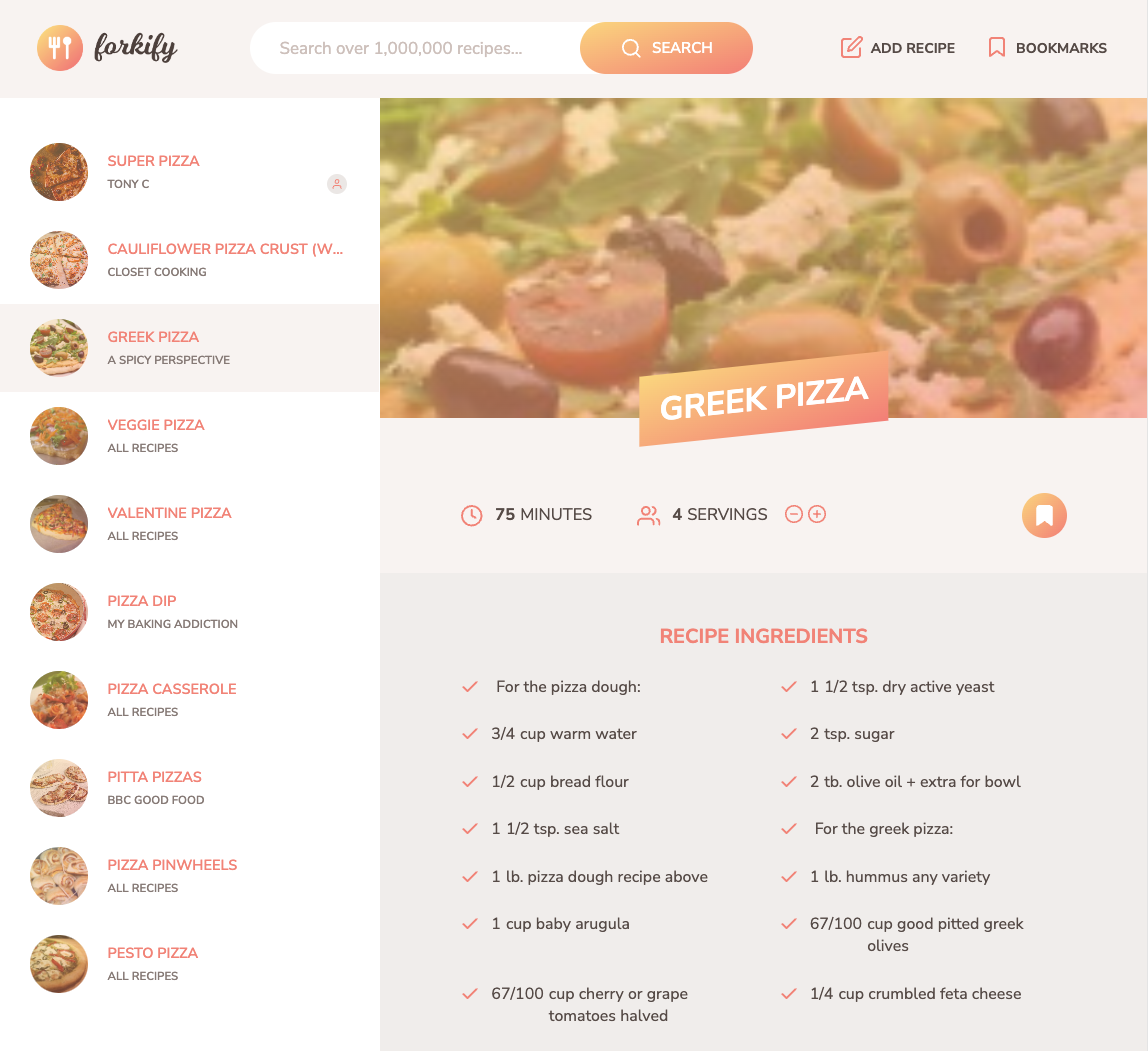 forkify
Search over 1,000,000 recipes...
SEARCH
ADD RECIPE
BOOKMARKS
SUPER PIZZA
TONY C
CAULIFLOWER PIZZA CRUST (W...
CLOSET COOKING
GREEK PIZZA
A SPICY PERSPECTIVE
VEGGIE PIZZA
ALL RECIPES
VALENTINE PIZZA
ALL RECIPES
PIZZA DIP
MY BAKING ADDICTION
PIZZA CASSEROLE
ALL RECIPES
PITTA PIZZAS
BBC GOOD FOOD
PIZZA PINWHEELS
ALL RECIPES
PESTO PIZZA
ALL RECIPES
GREEK PIZZA
75 MINUTES
4 SERVINGS
RECIPE INGREDIENTS
For the pizza dough:
1 1/2 tsp. dry active yeast
3/4 cup warm water
2 tsp. sugar
1/2 cup bread flour
2 tb. olive oil + extra for bowl
1 1/2 tsp. sea salt
For the greek pizza:
1 lb. pizza dough recipe above
1 lb. hummus any variety
1 cup baby arugula
67/100 cup good pitted greek
olives
67/100 cup cherry or grape
tomatoes halved
1/4 cup crumbled feta cheese